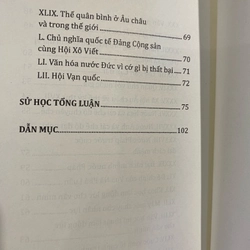 XLIX. Thế quân bình ở Âu châu
và trong thế giới ........ 69
L. Chủ nghĩa quốc tế Đảng Cộng sản
cùng Hội Xô Viết ........ 70
LI. Văn hóa nước Đức vì cớ gì bị thất bại .... 71
LII. Hội Vạn quốc ........ 72
SỬ HỌC TỔNG LUẬN ........ 75
DẪN MỤC ........ 102